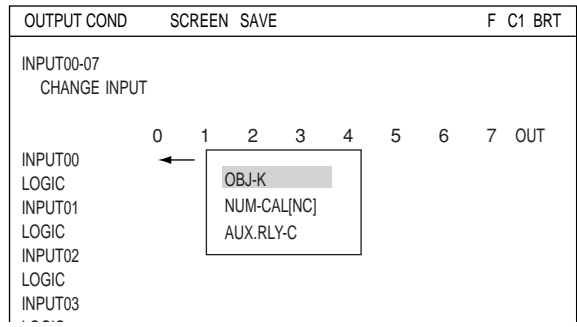 OUTPUT COND SCREEN SAVE F C1 BRT
INPUT00-07
CHANGE INPUT
0 1 2 3 4 5 6 7 OUT
INPUT00
LOGIC
INPUT01
LOGIC
INPUT02
LOGIC
INPUT03
LOGIC
OBJ-K
NUM-CAL[NC]
AUX.RLY-C